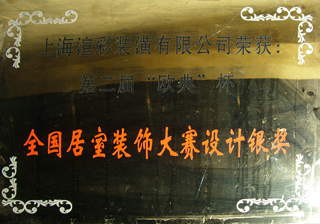 上海渲彩装潢有限公司荣获：
第二届“欧典”杯
全国居室装饰大赛设计银奖